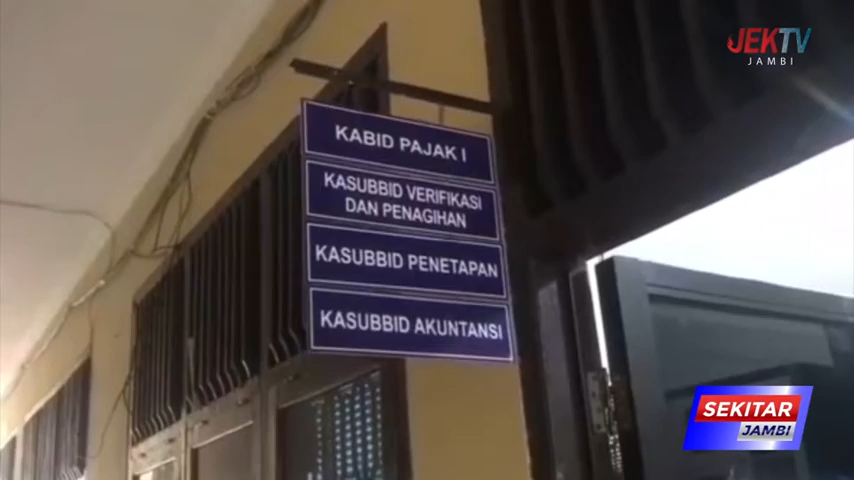 JEKTV
JAMBI
KABID PAJAK I
KASUBBID VERIFIKASI
DAN PENAGIHAN
KASUBBID PENETAPAN
KASUBBID AKUNTANSI
SEKITAR
JAMBI